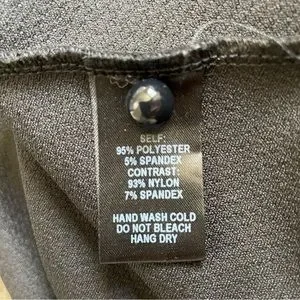 SELF:
95% POLYESTER
5% SPANDEX
CONTRAST:
93% NYLON
7% SPANDEX
HAND WASH COLD
DO NOT BLEACH
HANG DRY